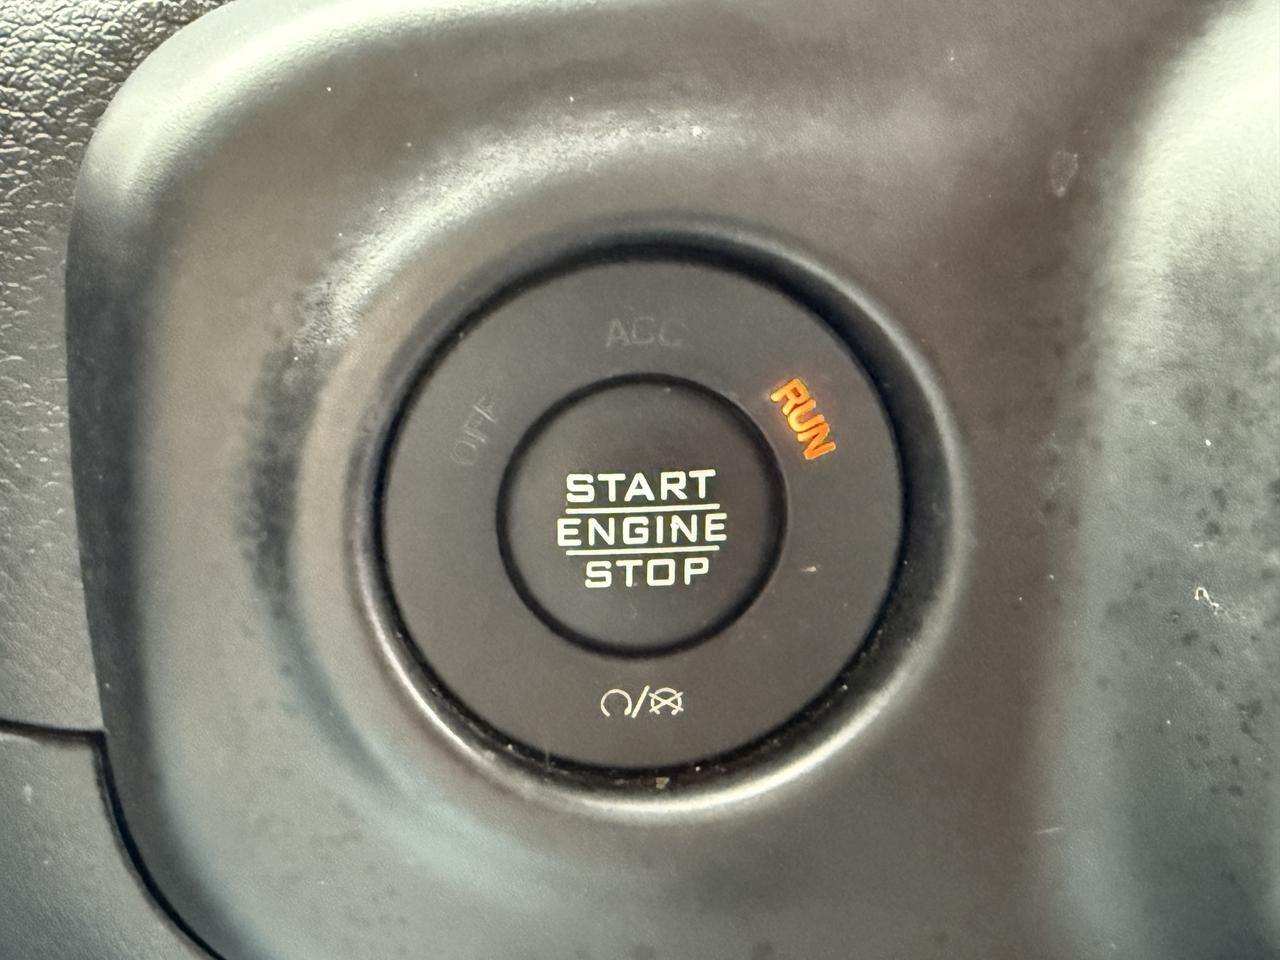 ACC
OFF
RUN
START
ENGINE
STOP